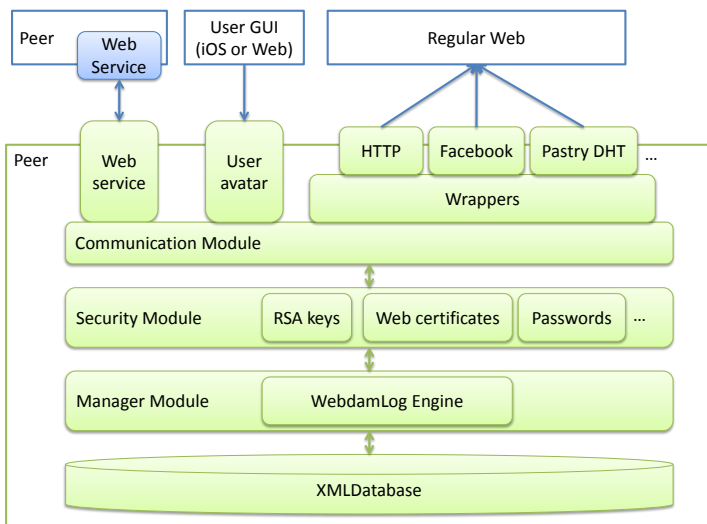 Peer
Web
Service
User GUI
(iOS or Web)
Regular Web
Peer
Web
service
User
avatar
HTTP
Facebook
Pastry DHT
...
Wrappers
Communication Module
Security Module
RSA keys
Web certificates
Passwords
...
Manager Module
WebdamLog Engine
XMLDatabase